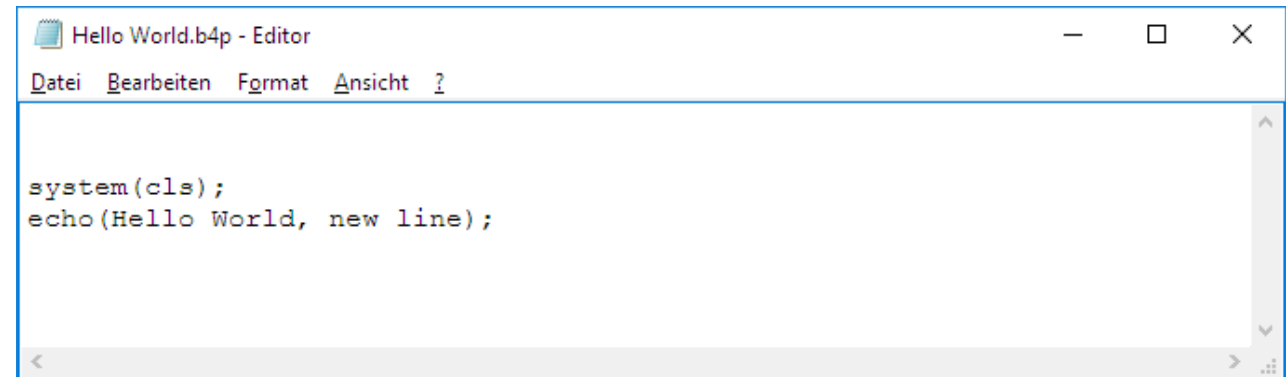 Hello World.b4p - Editor
Datei Bearbeiten Format Ansicht ?
system(cls);
echo(Hello World, new line);